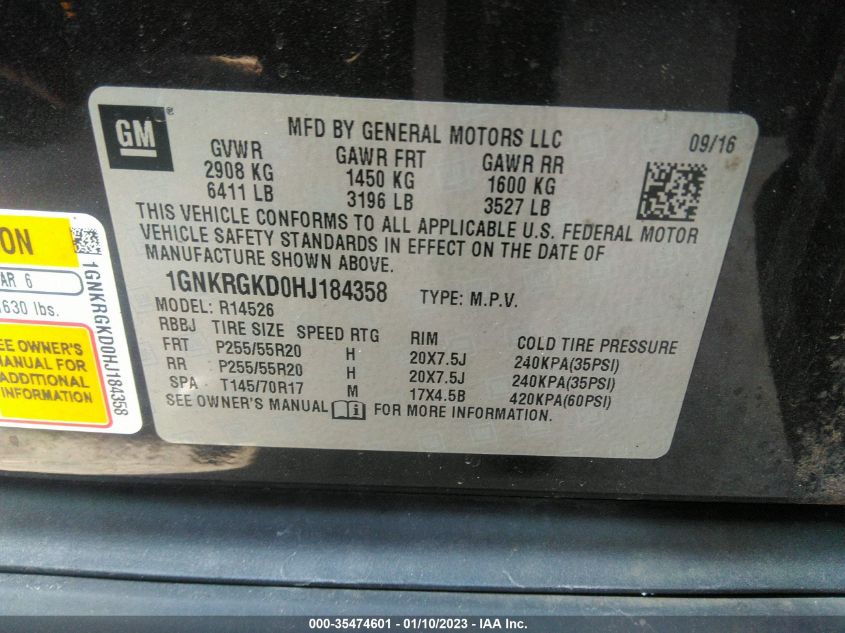 GM ®
MFD BY GENERAL MOTORS LLC
09/16
GVWR GAWR FRT GAWR RR
2908 KG 1450 KG 1600 KG
6411 LB 3196 LB 3527 LB
THIS VEHICLE CONFORMS TO ALL APPLICABLE U.S. FEDERAL MOTOR
VEHICLE SAFETY STANDARDS IN EFFECT ON THE DATE OF
MANUFACTURE SHOWN ABOVE.
1GNKRGKD0HJ184358 TYPE: M.P.V.
MODEL: R14526
RBBJ TIRE SIZE SPEED RTG RIM COLD TIRE PRESSURE
FRT P255/55R20 H 20X7.5J 240KPA(35PSI)
RR P255/55R20 H 20X7.5J 240KPA(35PSI)
SPA T145/70R17 M 17X4.5B 420KPA(60PSI)
SEE OWNER'S MANUAL i FOR MORE INFORMATION.
ON
AR 6
630 lbs.
SEE OWNER'S
MANUAL FOR
ADDITIONAL
INFORMATION
1GNKRGKD0HJ184358
000-35474601 - 01/10/2023 - IAA Inc.